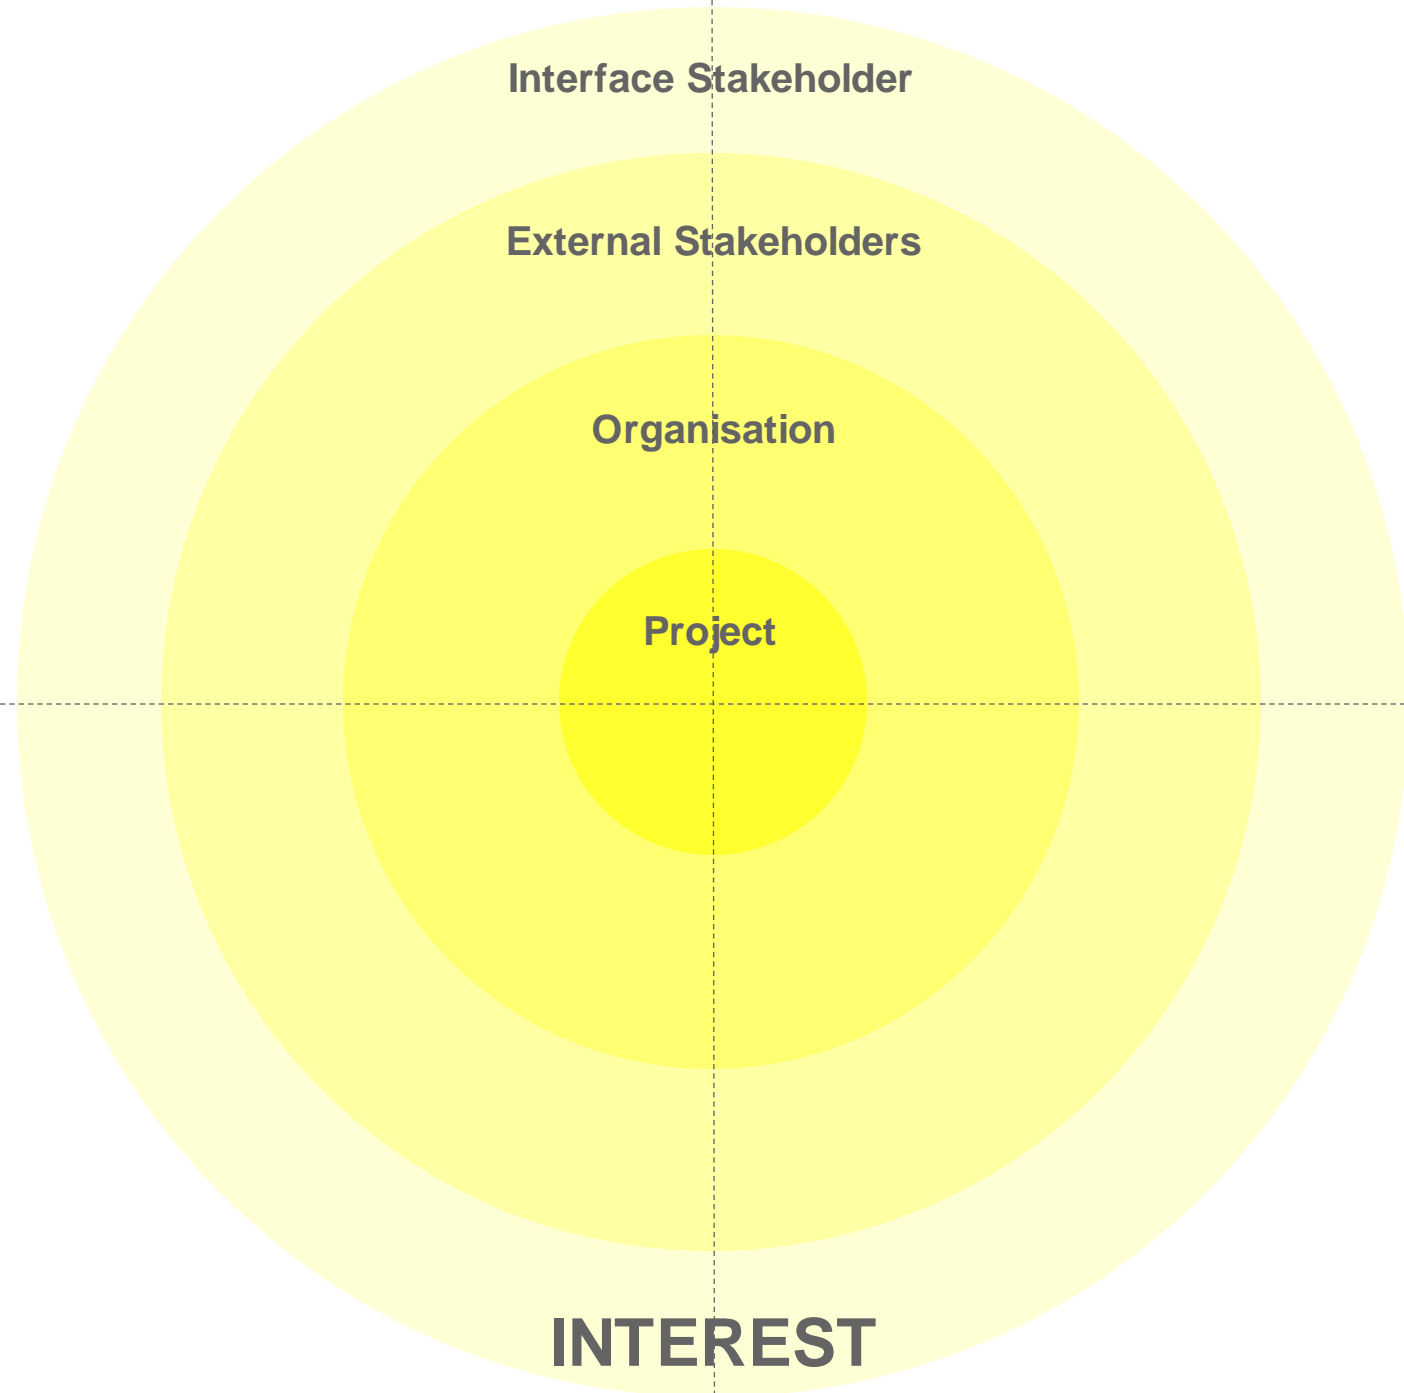 Interface Stakeholder
External Stakeholders
Organisation
Project
INTEREST